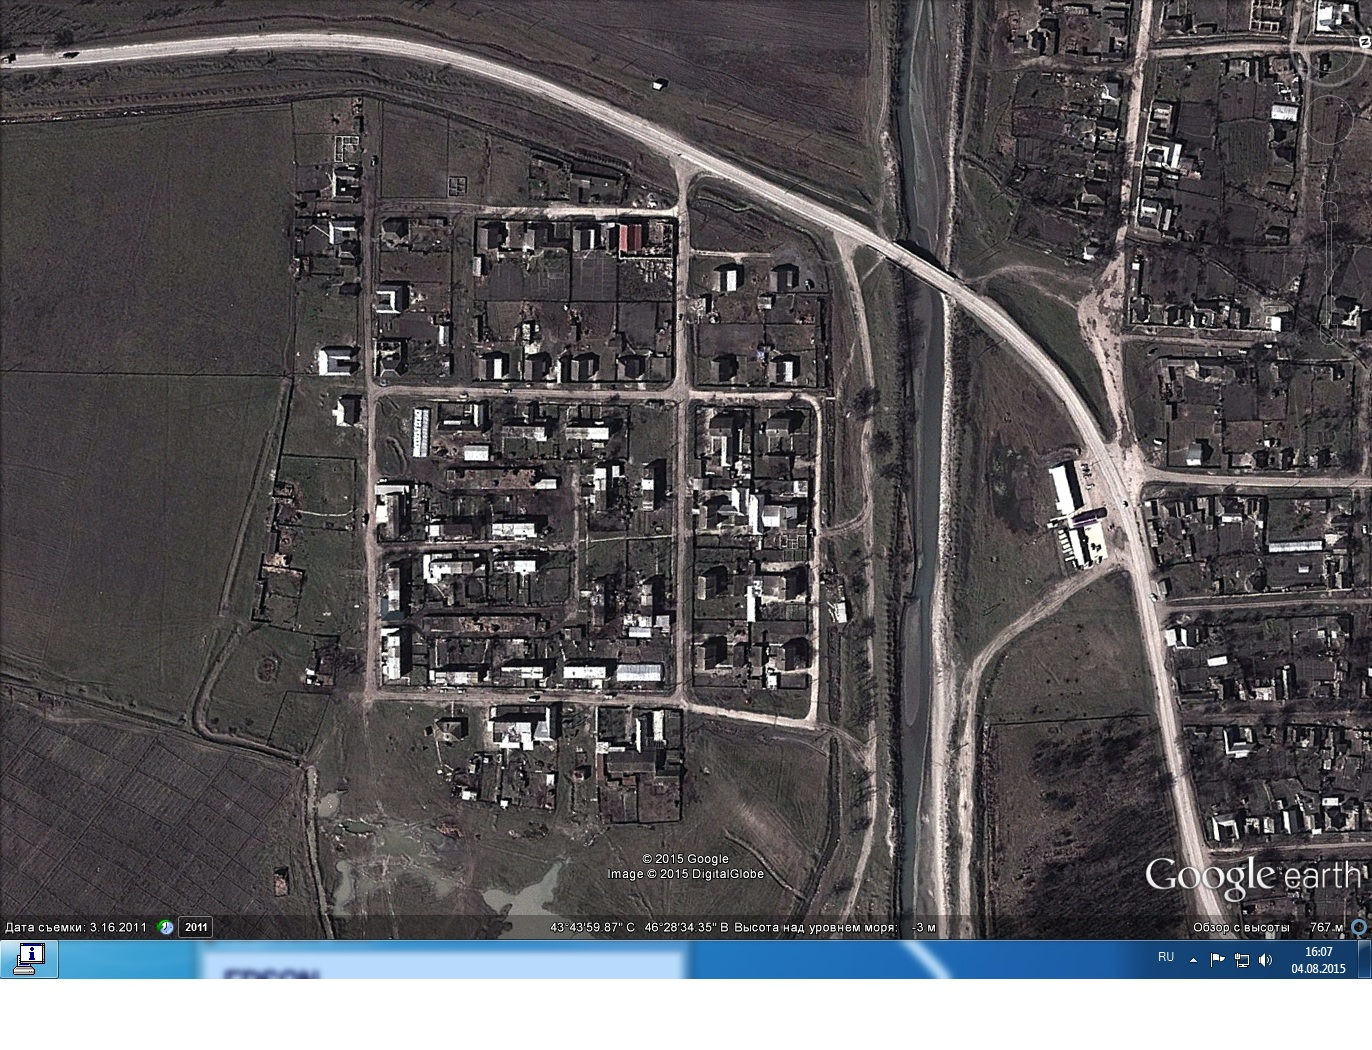 © 2015 Google
Image © 2015 DigitalGlobe
Google earth
Дата съемки: 3.16.2011 2011 43°43'59.87" С 46°28'34.35" В Высота над уровнем моря: -3 м Обзор с высоты 767 м
RU
16:07
04.08.2015